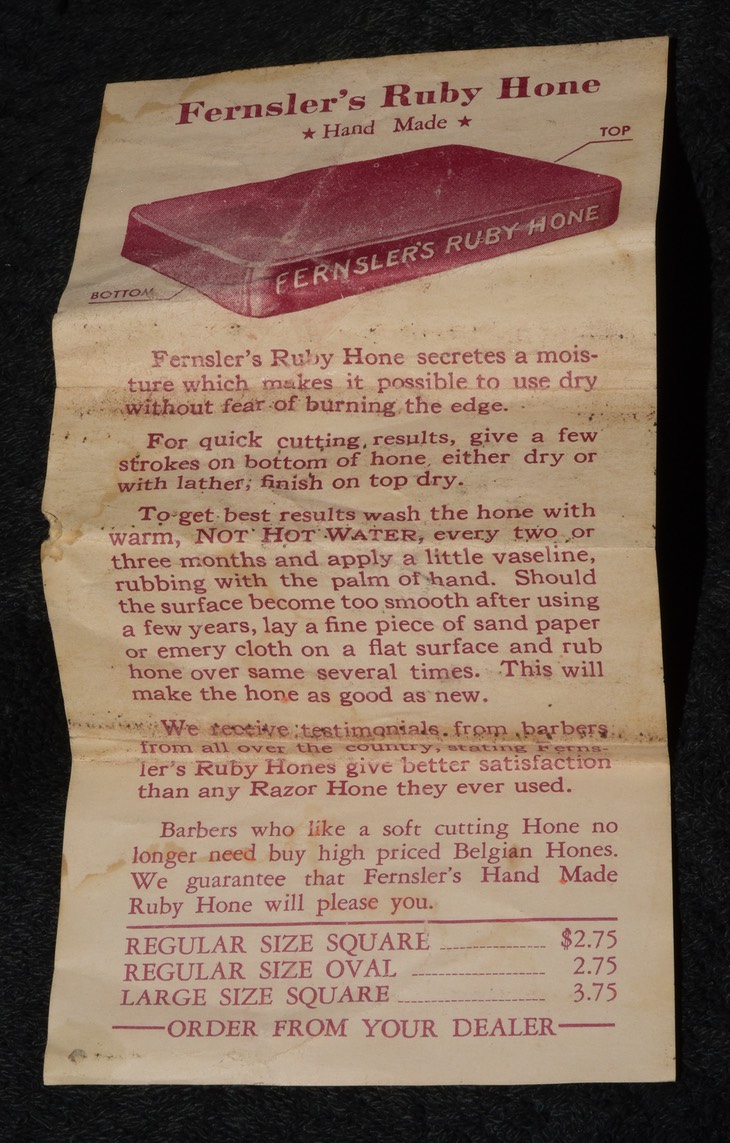 Fernsler's Ruby Hone
★ Hand Made ★
TOP
FERNSLER'S RUBY HONE
BOTTOM
Fernsler's Ruby Hone secretes a mois-
ture which makes it possible to use dry
without fear of burning the edge.
For quick cutting results, give a few
strokes on bottom of hone either dry or
with lather; finish on top dry.
To get best results wash the hone with
warm, NOT HOT WATER, every two or
three months and apply a little vaseline,
rubbing with the palm of hand. Should
the surface become too smooth after using
a few years, lay a fine piece of sand paper
or emery cloth on a flat surface and rub
hone over same several times. This will
make the hone as good as new.
We receive testimonials from barbers
from all over the country, stating Ferns-
ler's Ruby Hones give better satisfaction
than any Razor Hone they ever used.
Barbers who like a soft cutting Hone no
longer need buy high priced Belgian Hones.
We guarantee that Fernsler's Hand Made
Ruby Hone will please you.
REGULAR SIZE SQUARE $2.75
REGULAR SIZE OVAL 2.75
LARGE SIZE SQUARE 3.75
ORDER FROM YOUR DEALER